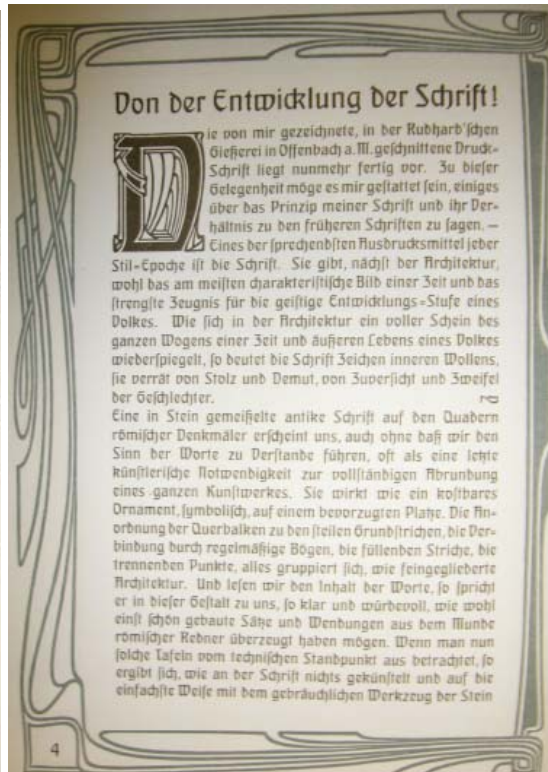 Von der Entwicklung der Schrift!
Die von mir gezeichnete, in der Rudhard'schen
Gießerei in Offenbach a. M. geschnittene Druck-
Schrift liegt nunmehr fertig vor. Zu dieser
Gelegenheit möge es mir gestattet sein, einiges
über das Prinzip meiner Schrift und ihr Ver-
hältnis zu den früheren Schriften zu sagen. —
Eines der sprechendsten Ausdrucksmittel jeder
Stil-Epoche ist die Schrift. Sie gibt, nächst der Architektur,
wohl das am meisten charakteristische Bild einer Zeit und das
strengste Zeugnis für die geistige Entwicklungs-Stufe eines
Volkes. Wie sich in der Architektur ein voller Schein des
ganzen Wogens einer Zeit und äußeren Lebens eines Volkes
wiederspiegelt, so deutet die Schrift Zeichen inneren Wollens,
sie verrät von Stolz und Demut, von Zuversicht und Zweifel
der Geschlechter.
Eine in Stein gemeißelte antike Schrift auf den Quadern
römischer Denkmäler erscheint uns, auch ohne daß wir den
Sinn der Worte zu Verstande führen, oft als eine letzte
künstlerische Notwendigkeit zur vollständigen Abrundung
eines ganzen Kunstwerkes. Sie wirkt wie ein kostbares
Ornament, symbolisch, auf einem bevorzugten Platze. Die An-
ordnung der Querbalken zu den steilen Grundstrichen, die Ver-
bindung durch regelmäßige Bögen, die füllenden Striche, die
trennenden Punkte, alles gruppiert sich, wie feingegliederte
Architektur. Und lesen wir den Inhalt der Worte, so spricht
er in dieser Gestalt zu uns, so klar und würdevoll, wie wohl
einst schön gebaute Sätze und Wendungen aus dem Munde
römischer Redner überzeugt haben mögen. Wenn man nun
solche Tafeln vom technischen Standpunkt aus betrachtet, so
ergibt sich, wie an der Schrift nichts gekünstelt und auf die
einfachste Weise mit dem gebräuchlichen Werkzeug der Stein
4